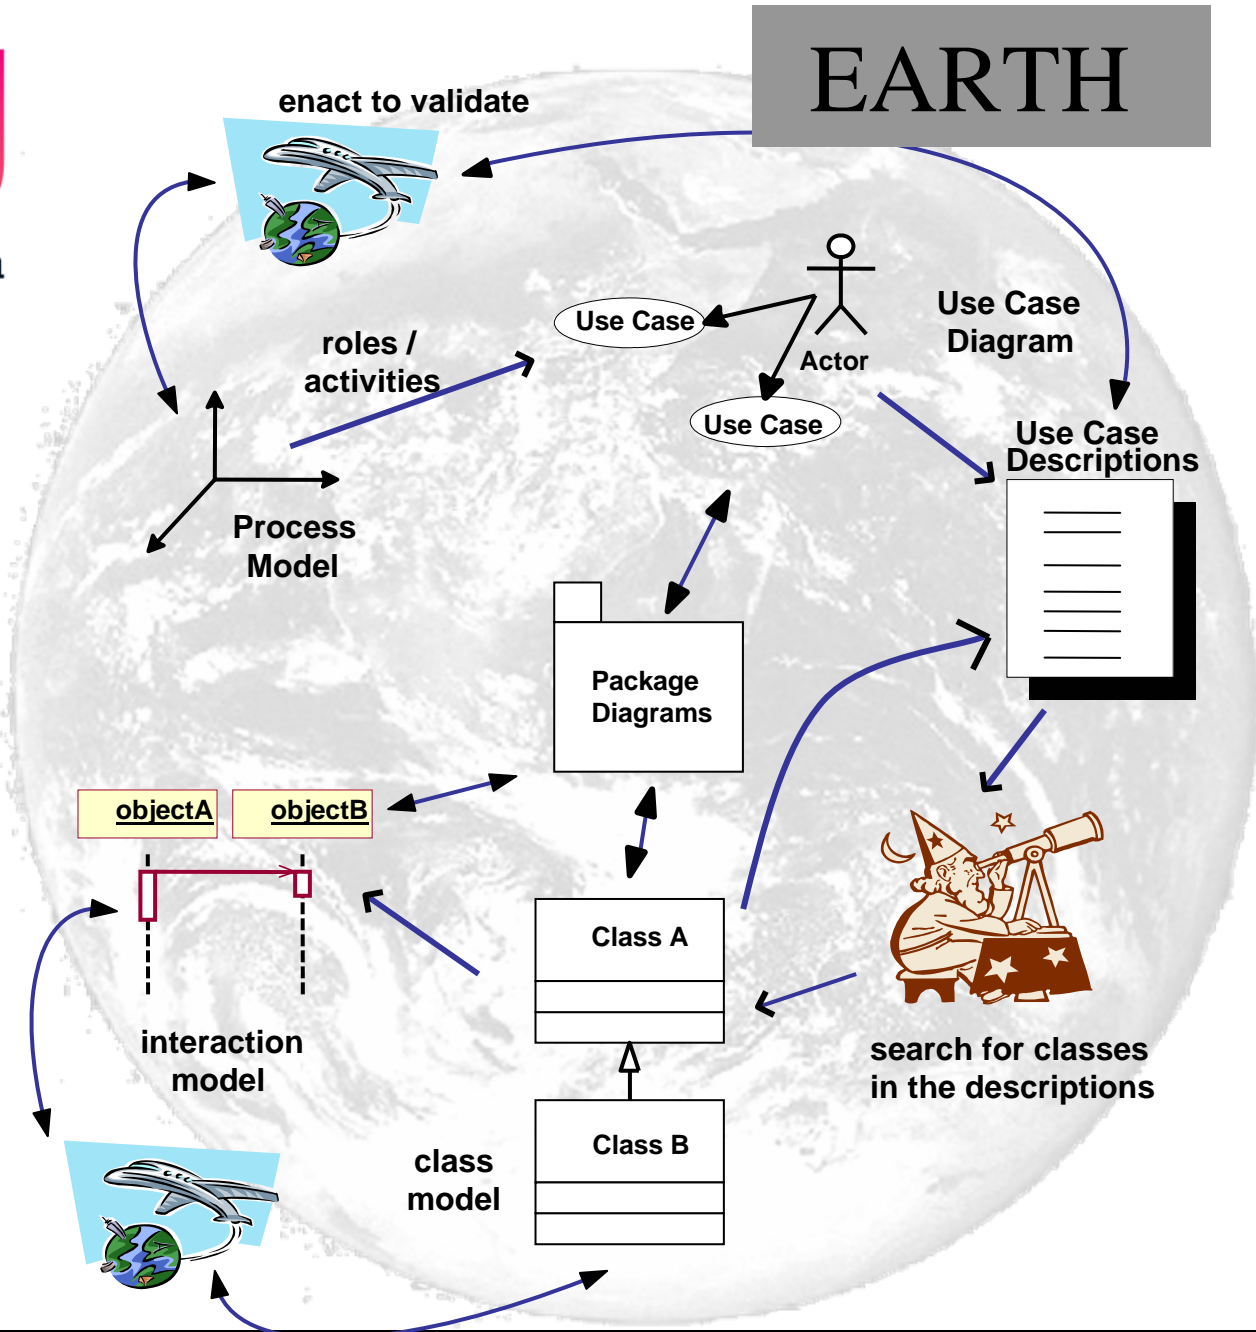 EARTH
enact to validate
Use Case
Actor
Use Case
Diagram
roles /
activities
Use Case
Use Case
Descriptions
Process
Model
Package
Diagrams
objectA
objectB
Class A
interaction
model
search for classes
in the descriptions
Class B
class
model